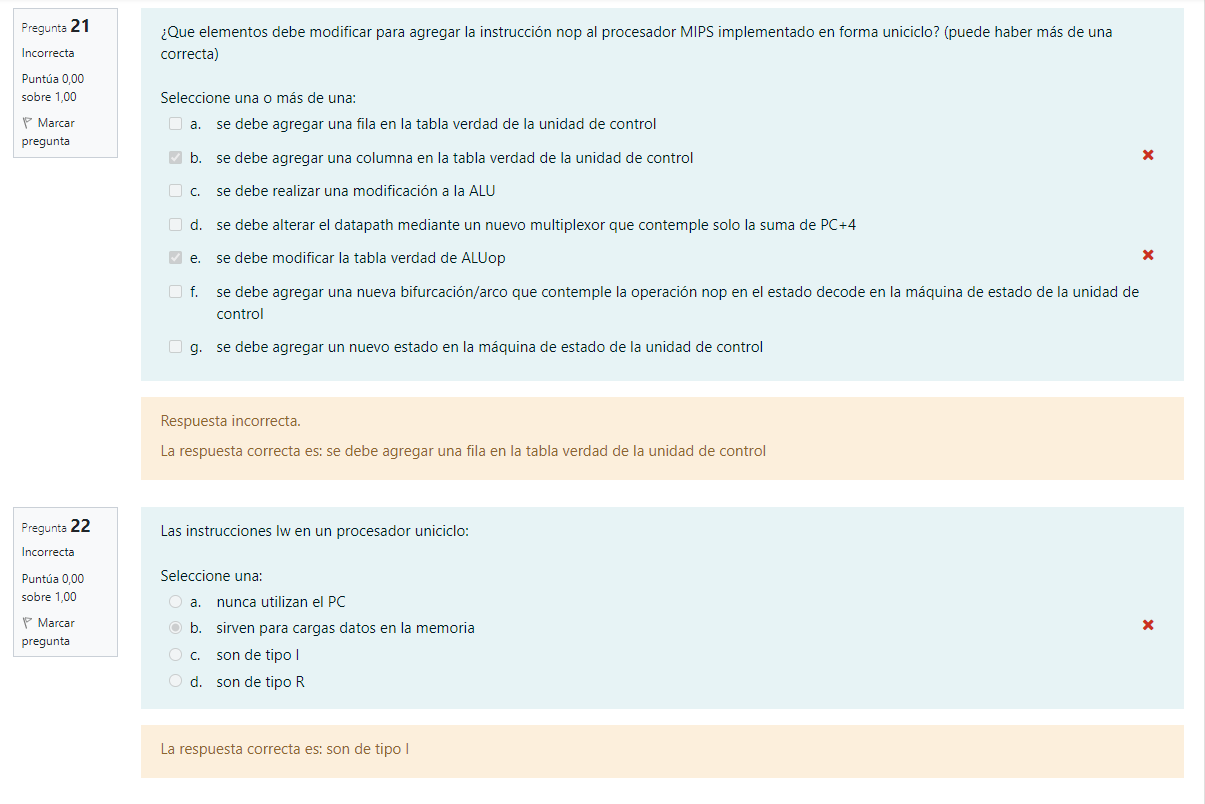 Pregunta 21
Incorrecta
Puntúa 0,00
sobre 1,00
Marcar
pregunta
¿Que elementos debe modificar para agregar la instrucción nop al procesador MIPS implementado en forma uniciclo? (puede haber más de una
correcta)
Seleccione una o más de una:
a. se debe agregar una fila en la tabla verdad de la unidad de control
b. se debe agregar una columna en la tabla verdad de la unidad de control
c. se debe realizar una modificación a la ALU
d. se debe alterar el datapath mediante un nuevo multiplexor que contemple solo la suma de PC+4
e. se debe modificar la tabla verdad de ALUop
f. se debe agregar una nueva bifurcación/arco que contemple la operación nop en el estado decode en la máquina de estado de la unidad de
control
g. se debe agregar un nuevo estado en la máquina de estado de la unidad de control
Respuesta incorrecta.
La respuesta correcta es: se debe agregar una fila en la tabla verdad de la unidad de control
Pregunta 22
Incorrecta
Puntúa 0,00
sobre 1,00
Marcar
pregunta
Las instrucciones lw en un procesador uniciclo:
Seleccione una:
a. nunca utilizan el PC
b. sirven para cargas datos en la memoria
c. son de tipo I
d. son de tipo R
La respuesta correcta es: son de tipo I